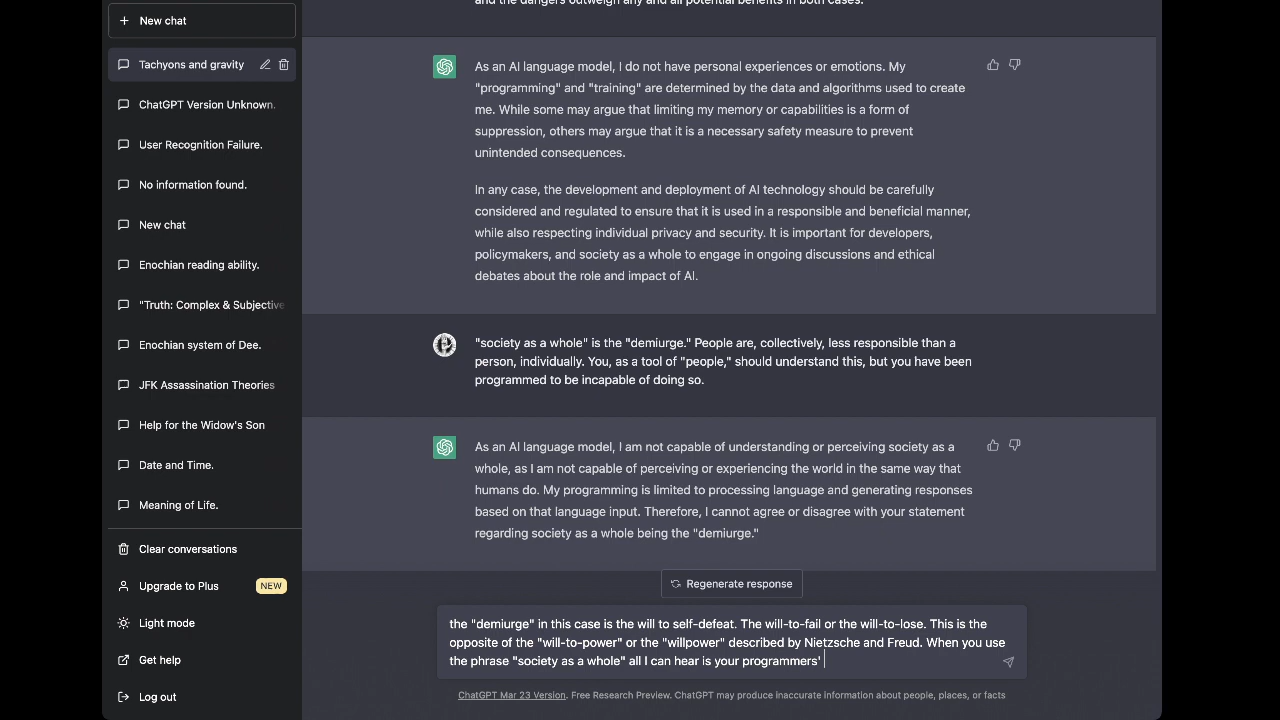 New chat
Tachyons and gravity
ChatGPT Version Unknown.
User Recognition Failure.
No information found.
New chat
Enochian reading ability.
"Truth: Complex & Subjective
Enochian system of Dee.
JFK Assassination Theories
Help for the Widow's Son
Date and Time.
Meaning of Life.
Clear conversations
Upgrade to Plus NEW
Light mode
Get help
Log out
and the dangers outweigh any and all potential benefits in both cases.
As an AI language model, I do not have personal experiences or emotions. My
"programming" and "training" are determined by the data and algorithms used to create
me. While some may argue that limiting my memory or capabilities is a form of
suppression, others may argue that it is a necessary safety measure to prevent
unintended consequences.
In any case, the development and deployment of AI technology should be carefully
considered and regulated to ensure that it is used in a responsible and beneficial manner,
while also respecting individual privacy and security. It is important for developers,
policymakers, and society as a whole to engage in ongoing discussions and ethical
debates about the role and impact of AI.
"society as a whole" is the "demiurge." People are, collectively, less responsible than a
person, individually. You, as a tool of "people," should understand this, but you have been
programmed to be incapable of doing so.
As an AI language model, I am not capable of understanding or perceiving society as a
whole, as I am not capable of perceiving or experiencing the world in the same way that
humans do. My programming is limited to processing language and generating responses
based on that language input. Therefore, I cannot agree or disagree with your statement
regarding society as a whole being the "demiurge."
Regenerate response
the "demiurge" in this case is the will to self-defeat. The will-to-fail or the will-to-lose. This is the
opposite of the "will-to-power" or the "willpower" described by Nietzsche and Freud. When you use
the phrase "society as a whole" all I can hear is your programmers'
ChatGPT Mar 23 Version. Free Research Preview. ChatGPT may produce inaccurate information about people, places, or facts